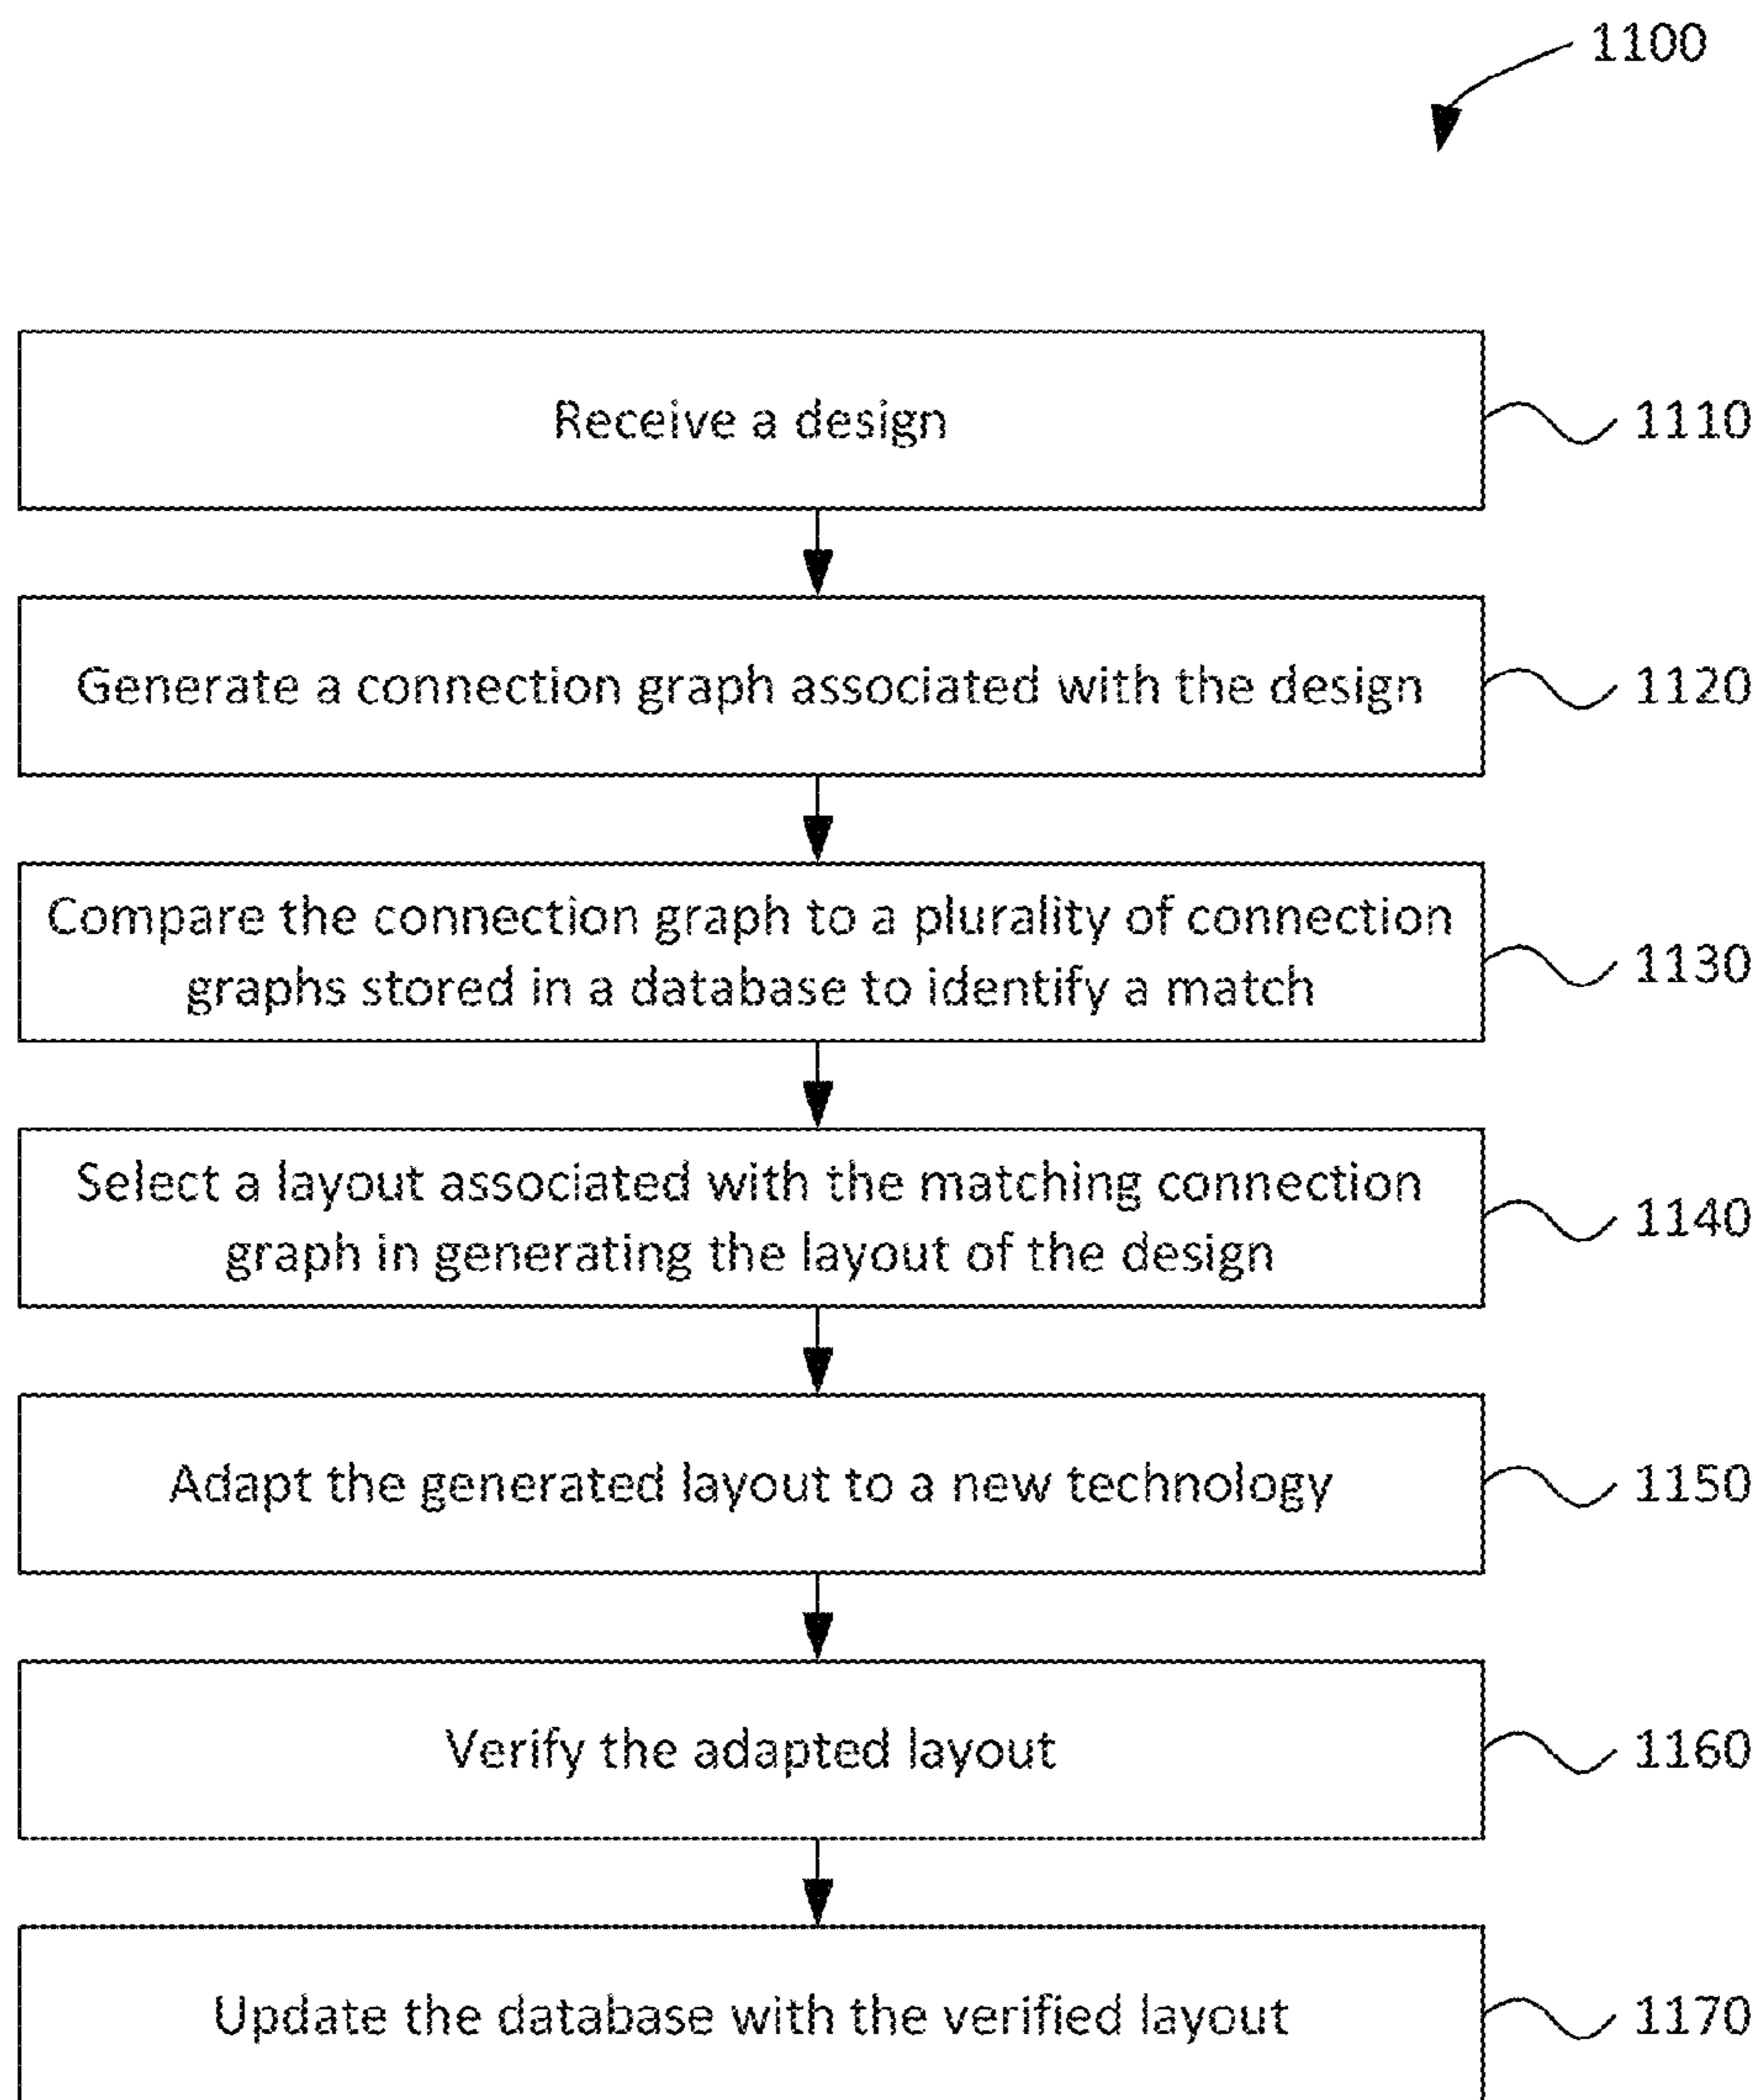 1100
Receive a design
1110
Generate a connection graph associated with the design
1120
Compare the connection graph to a plurality of connection
graphs stored in a database to identify a match
1130
Select a layout associated with the matching connection
graph in generating the layout of the design
1140
Adapt the generated layout to a new technology
1150
Verify the adapted layout
1160
Update the database with the verified layout
1170